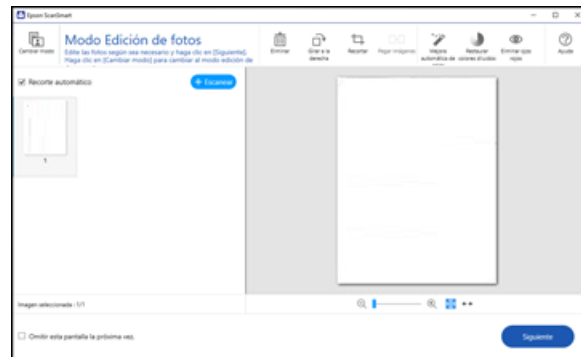 Epson ScanSmart
Cambiar modo
Modo Edición de fotos
Edite las fotos según sea necesario y haga clic en [Siguiente].
Haga clic en [Cambiar modo] para cambiar al modo edición de
Eliminar
Girar a la
derecha
Recortar
Pegar imágenes
Mejora
automática de
Restaurar
colores diluidos
Eliminar ojos
rojos
Ayuda
Recorte automático
+ Escanear
1
Imagen seleccionada : 1/1
Omitir esta pantalla la próxima vez.
Siguiente